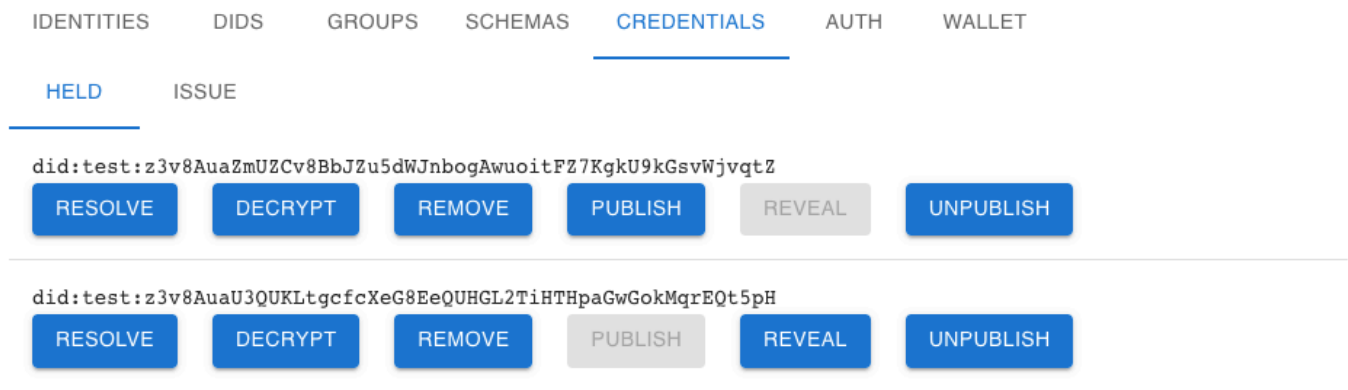 IDENTITIES DIDS GROUPS SCHEMAS CREDENTIALS AUTH WALLET
HELD ISSUE
did:test:z3v8AuaZmUZCv8BbJZu5dWJnbogAwuoitFZ7KgkU9kGsvWjvqtZ
RESOLVE DECRYPT REMOVE PUBLISH REVEAL UNPUBLISH
did:test:z3v8AuaU3QUKLtgcfcXeG8EeQUHGL2TiHTHpaGwGokMqrEQt5pH
RESOLVE DECRYPT REMOVE PUBLISH REVEAL UNPUBLISH